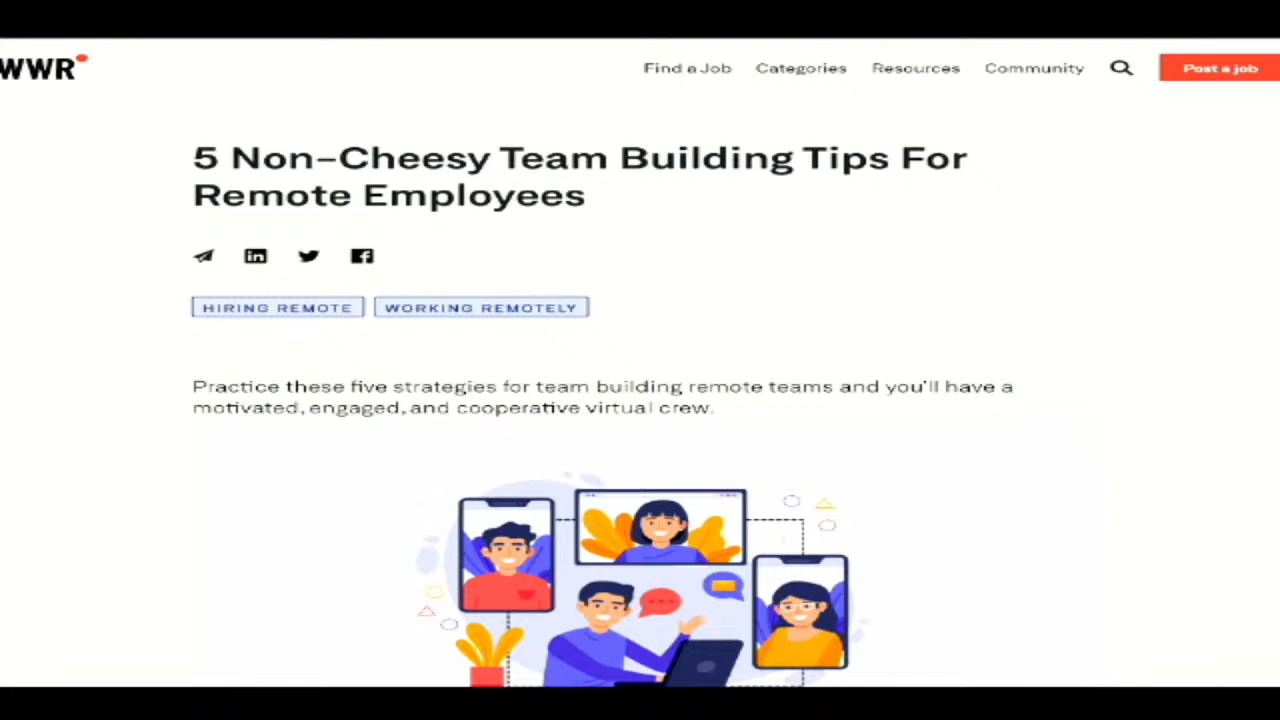 WWR
Find a Job Categories Resources Community Post a job
5 Non-Cheesy Team Building Tips For
Remote Employees
HIRING REMOTE WORKING REMOTELY
Practice these five strategies for team building remote teams and you'll have a
motivated, engaged, and cooperative virtual crew.